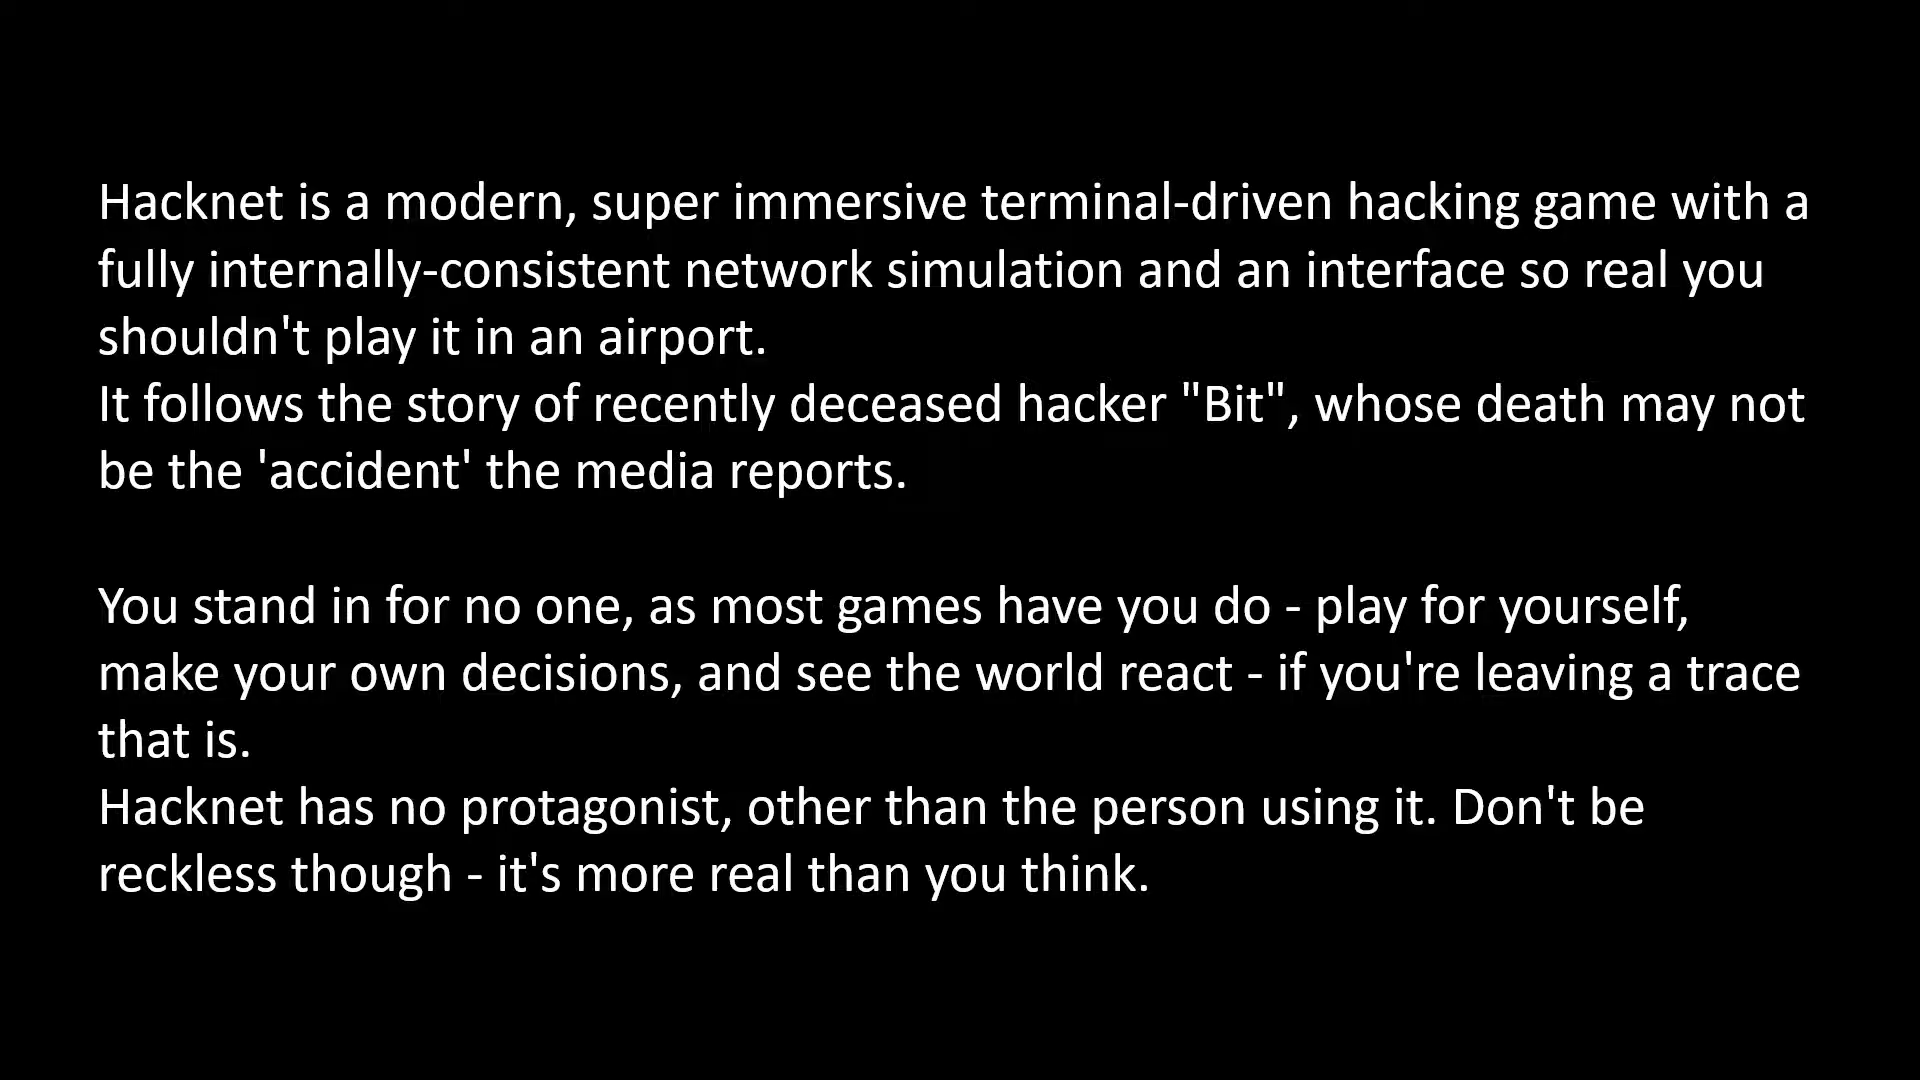 Hacknet is a modern, super immersive terminal-driven hacking game with a
fully internally-consistent network simulation and an interface so real you
shouldn't play it in an airport.
It follows the story of recently deceased hacker "Bit", whose death may not
be the 'accident' the media reports.
You stand in for no one, as most games have you do - play for yourself,
make your own decisions, and see the world react - if you're leaving a trace
that is.
Hacknet has no protagonist, other than the person using it. Don't be
reckless though - it's more real than you think.